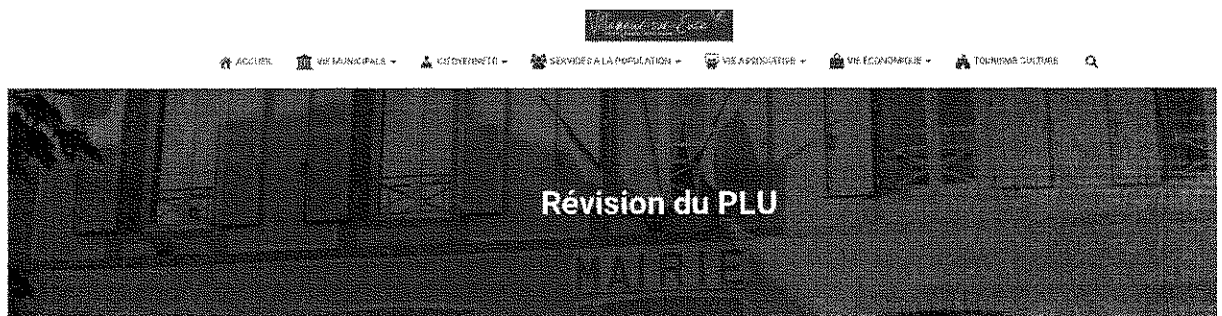 ACCUEIL VIE MUNICIPALE CITOYENNETÉ SERVICES A LA POPULATION VIE ASSOCIATIVE VIE ÉCONOMIQUE TOURISME CULTURE
Révision du PLU
MAIRIE